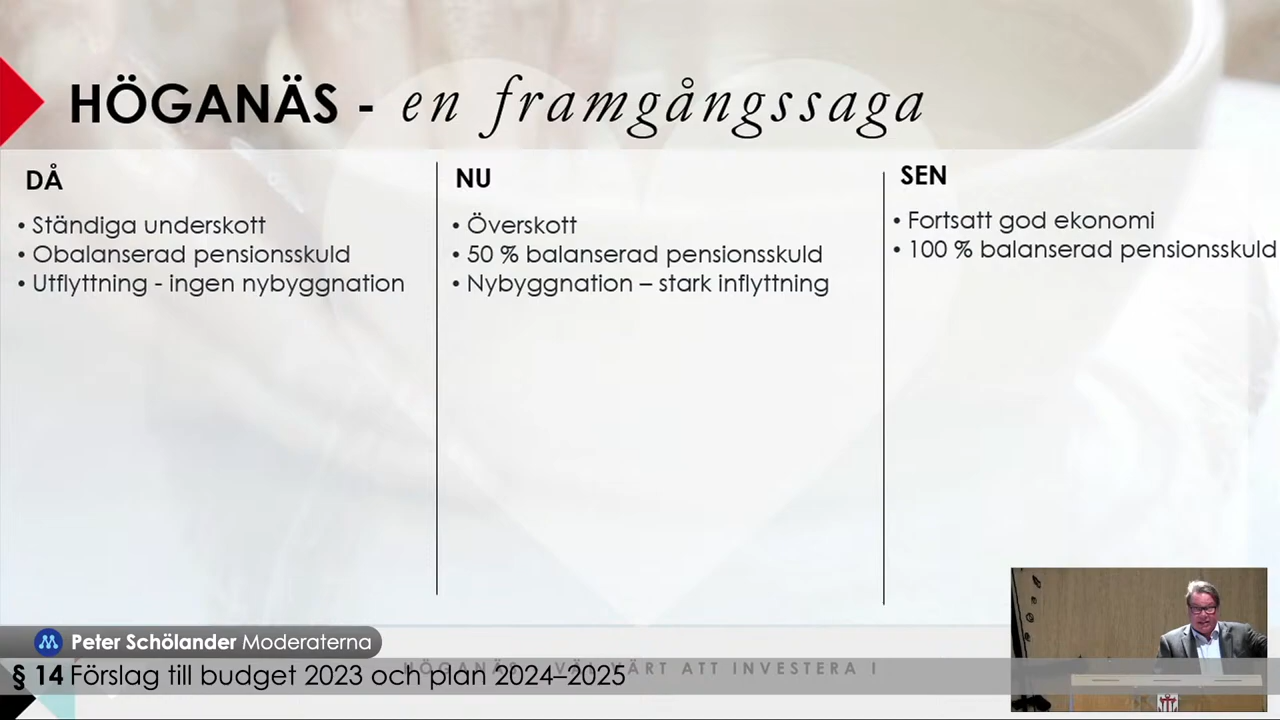 HÖGANÄS - en framgångssaga
DÅ
• Ständiga underskott
• Obalanserad pensionsskuld
• Utflyttning - ingen nybyggnation
NU
• Överskott
• 50 % balanserad pensionsskuld
• Nybyggnation – stark inflyttning
SEN
• Fortsatt god ekonomi
• 100 % balanserad pensionsskuld
Peter Schölander Moderaterna
§ 14 Förslag till budget 2023 och plan 2024–2025
HÖGANÄS VÄRT ATT INVESTERA I